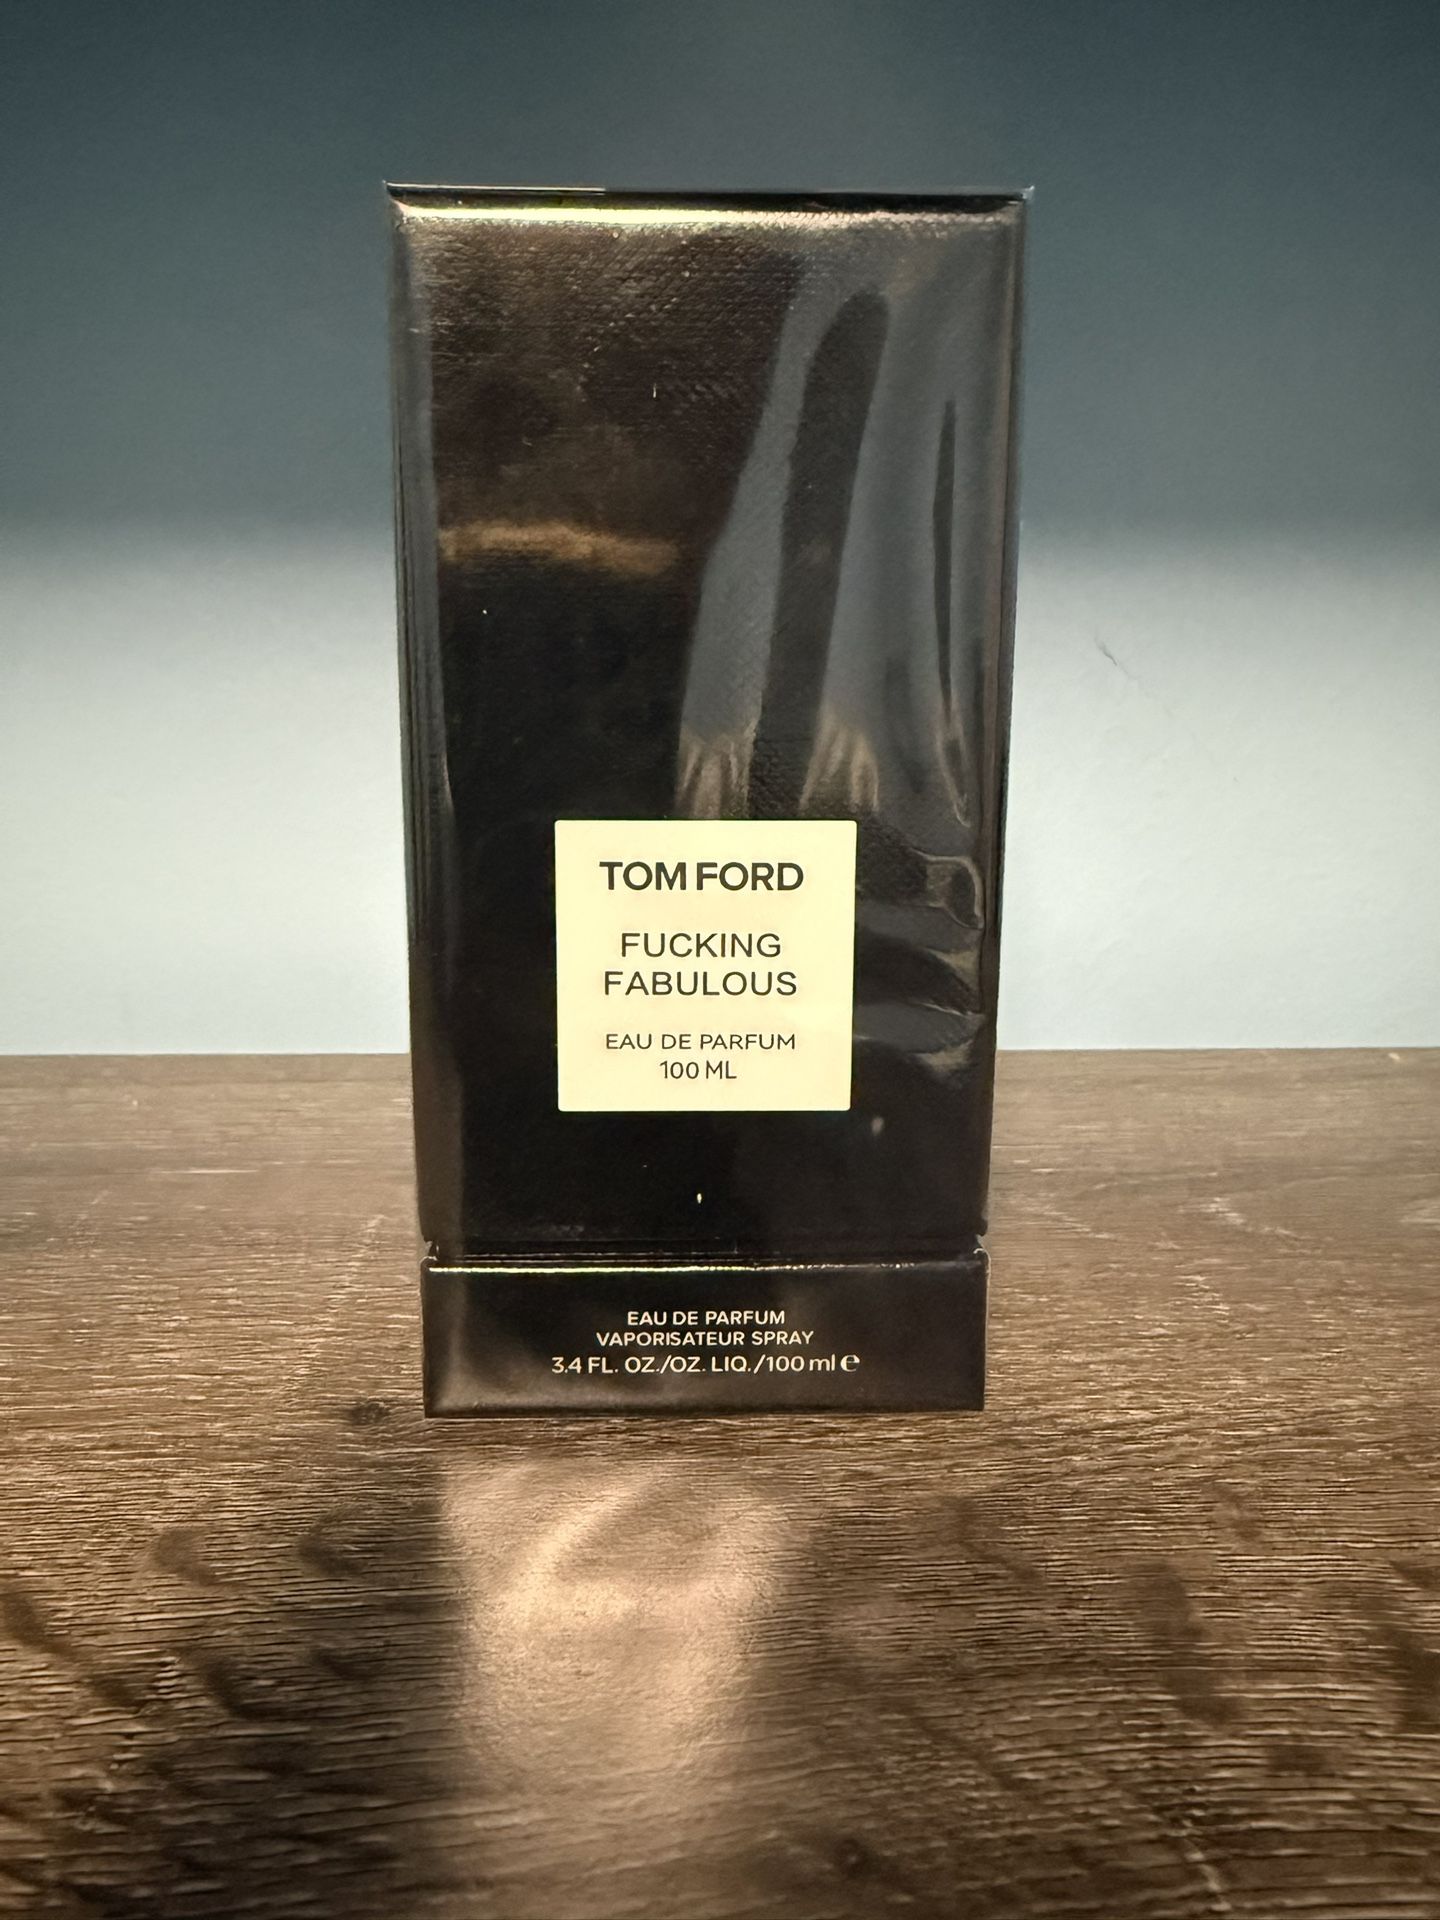 TOM FORD
FUCKING
FABULOUS
EAU DE PARFUM
100 ML
EAU DE PARFUM
VAPORISATEUR SPRAY
3.4 FL. OZ./OZ. LIQ./100 ml ℮